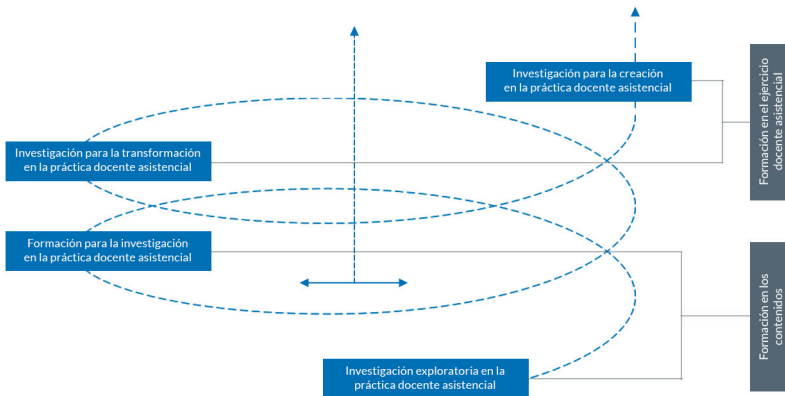 Investigación para la creación
en la práctica docente asistencial
Investigación para la transformación
en la práctica docente asistencial
Formación para la investigación
en la práctica docente asistencial
Investigación exploratoria en la
práctica docente asistencial
Formación en el ejercicio
docente asistencial
Formación en los
contenidos